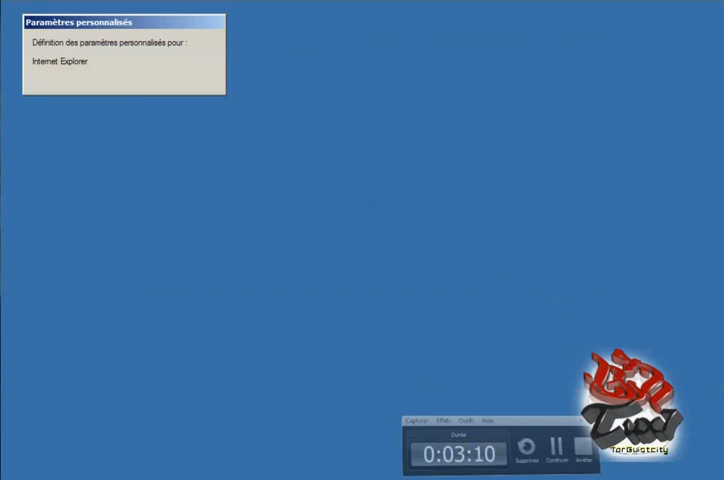 Paramètres personnalisés
Définition des paramètres personnalisés pour :
Internet Explorer
Capturer Effets Outils Aide
Durée
0:03:10
Supprimer Continuer Arrêter
TarGuistcity